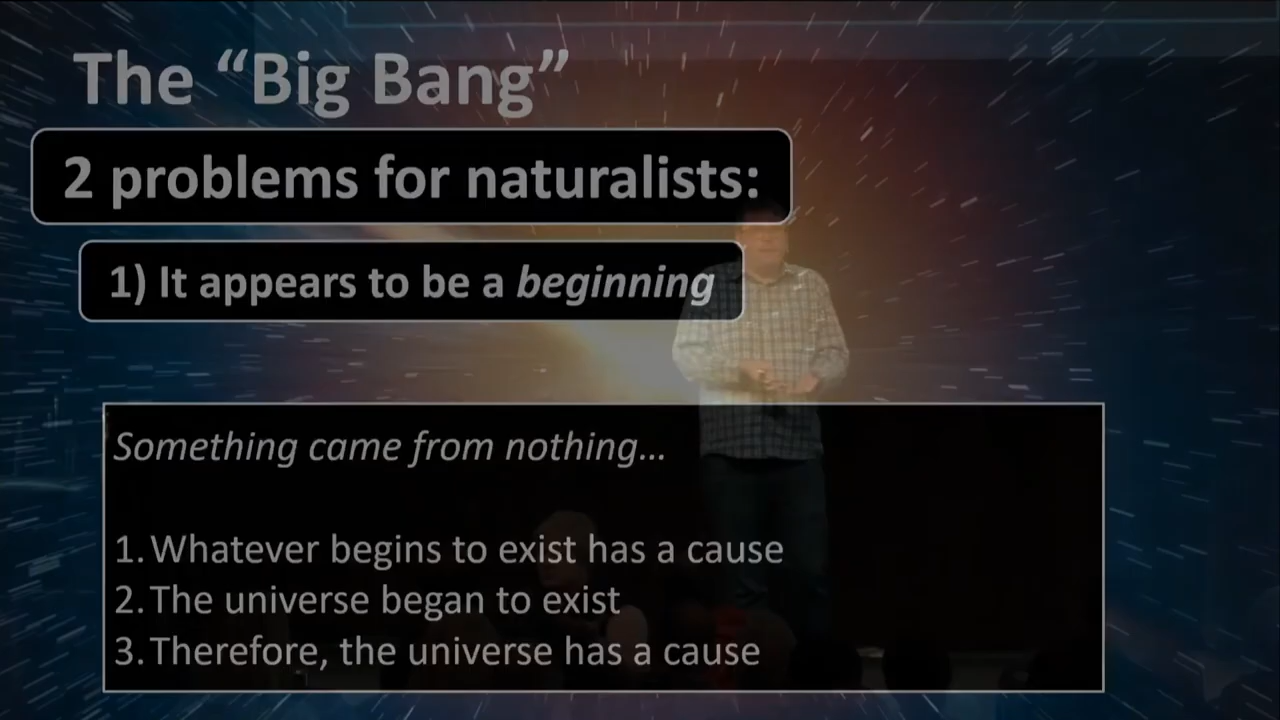 The “Big Bang”
2 problems for naturalists:
1) It appears to be a beginning
Something came from nothing...
1. Whatever begins to exist has a cause
2. The universe began to exist
3. Therefore, the universe has a cause